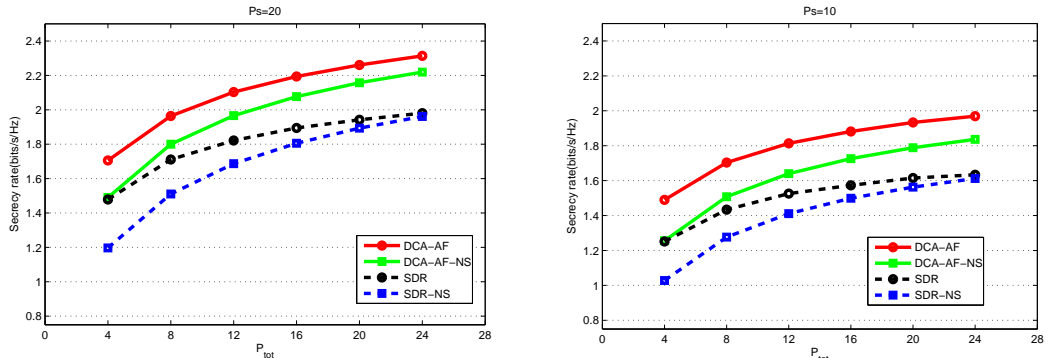 Ps=20
2.4
2.2
2
1.8
1.6
1.4
1.2
1
0.8
Secrecy rate(bits/s/Hz)
0 4 8 12 16 20 24 28
P_tot
DCA−AF
DCA−AF−NS
SDR
SDR−NS
Ps=10
2.4
2.2
2
1.8
1.6
1.4
1.2
1
0.8
Secrecy rate(bits/s/Hz)
0 4 8 12 16 20 24 28
P_tot
DCA−AF
DCA−AF−NS
SDR
SDR−NS